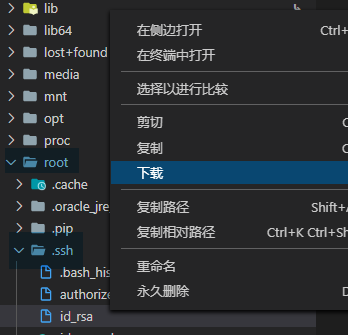 lib
lib64
lost+found
media
mnt
opt
proc
root
.cache
.oracle_jre
.pip
.ssh
.bash_his
authorize
id_rsa
在侧边打开 Ctrl+
在终端中打开
选择以进行比较
剪切
复制
下载
复制路径 Shift+
复制相对路径 Ctrl+K Ctrl+Sh
重命名
永久删除